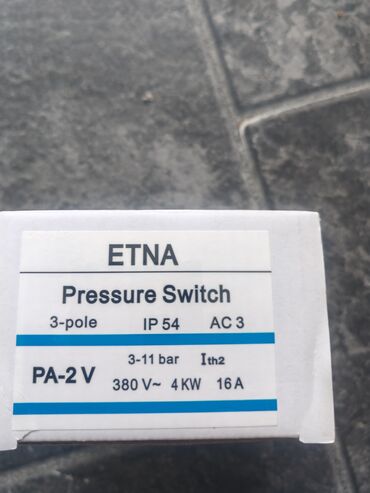 ETNA
Pressure Switch
3-pole IP 54 AC 3
PA-2 V 3-11 bar Ith2
380 V~ 4 KW 16 A